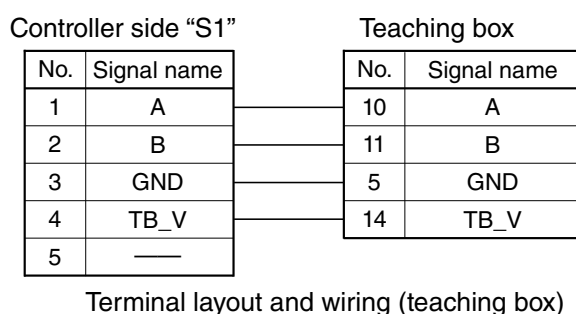 Controller side “S1” Teaching box
No. Signal name No. Signal name
1 A 10 A
2 B 11 B
3 GND 5 GND
4 TB_V 14 TB_V
5 ——
Terminal layout and wiring (teaching box)